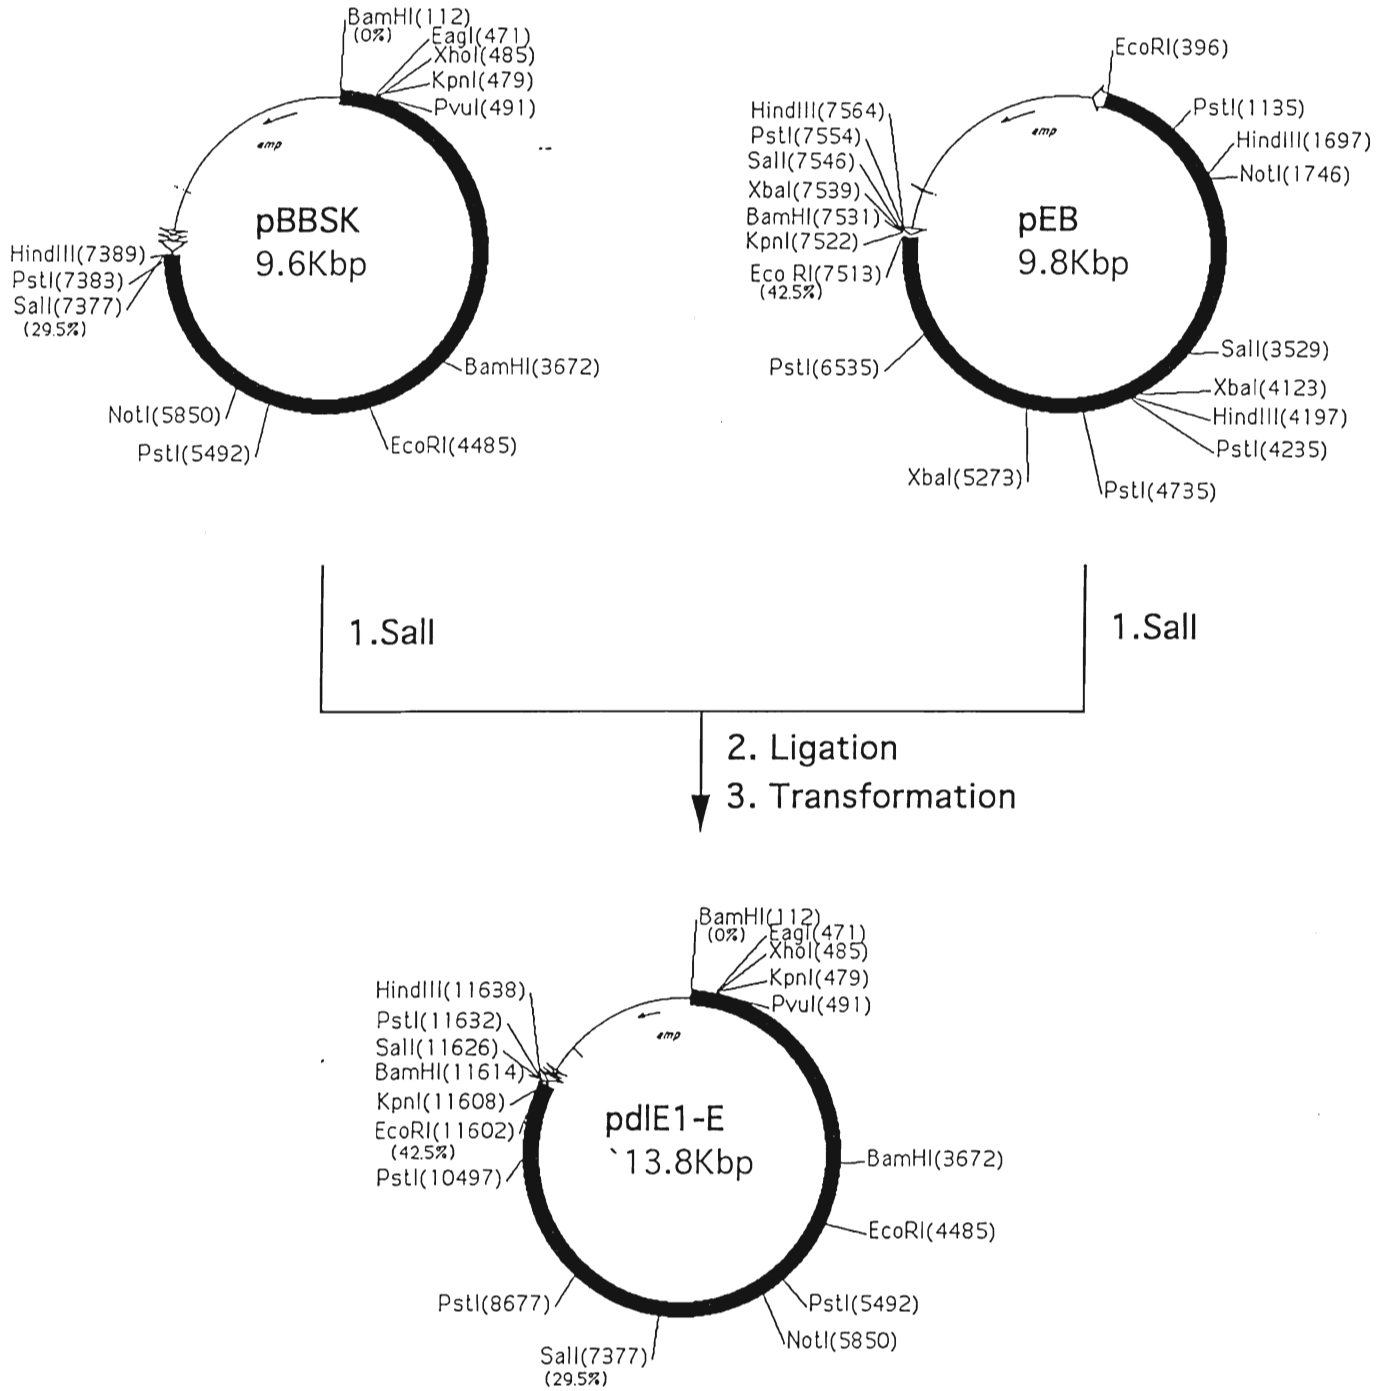 BamHI(112)
(0%)
EagI(471)
XhoI(485)
KpnI(479)
PvuI(491)
amp
pBBSK
9.6Kbp
HindIII(7389)
PstI(7383)
SalI(7377)
(29.5%)
NotI(5850)
PstI(5492)
EcoRI(4485)
BamHI(3672)
EcoRI(396)
PstI(1135)
HindIII(1697)
NotI(1746)
HindIII(7564)
PstI(7554)
SalI(7546)
XbaI(7539)
BamHI(7531)
KpnI(7522)
Eco RI(7513)
(42.5%)
amp
pEB
9.8Kbp
PstI(6535)
SalI(3529)
XbaI(4123)
HindIII(4197)
PstI(4235)
XbaI(5273)
PstI(4735)
1.SalI
1.SalI
2. Ligation
3. Transformation
BamHI(112)
(0%)
EagI(471)
XhoI(485)
KpnI(479)
PvuI(491)
HindIII(11638)
PstI(11632)
SalI(11626)
BamHI(11614)
KpnI(11608)
EcoRI(11602)
(42.5%)
PstI(10497)
amp
pdlE1-E
`13.8Kbp
BamHI(3672)
EcoRI(4485)
PstI(8677)
PstI(5492)
NotI(5850)
SalI(7377)
(29.5%)